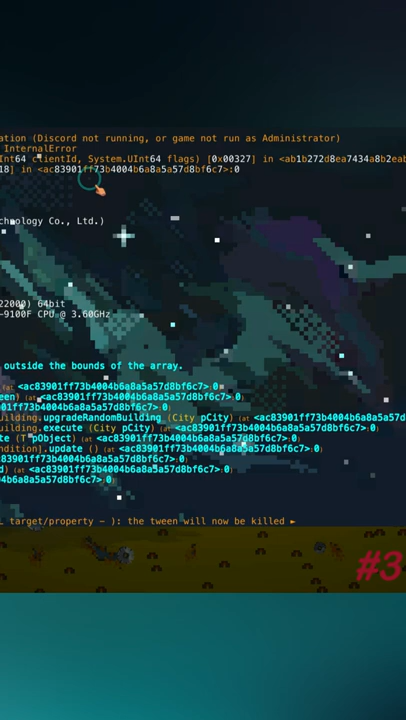 ation (Discord not running, or game not run as Administrator)
InternalError
Int64 clientId, System.UInt64 flags) [0x00327] in <ab1b272d8ea7434a8b2eab
18] in <ac83901ff73b4004b6a8a5a57d8bf6c7>:0
chnology Co., Ltd.)
22000) 64bit
-9100F CPU @ 3.60GHz
outside the bounds of the array.
(at <ac83901ff73b4004b6a8a5a57d8bf6c7>:0)
een) (at <ac83901ff73b4004b6a8a5a57d8bf6c7>:0)
<ac83901ff73b4004b6a8a5a57d8bf6c7>:0)
uilding.upgradeRandomBuilding (City pCity) (at <ac83901ff73b4004b6a8a5a57d8
uilding.execute (City pCity) (at <ac83901ff73b4004b6a8a5a57d8bf6c7>:0)
te (T pObject) (at <ac83901ff73b4004b6a8a5a57d8bf6c7>:0)
ndition].update () (at <ac83901ff73b4004b6a8a5a57d8bf6c7>:0)
83901ff73b4004b6a8a5a57d8bf6c7>:0)
d) (at <ac83901ff73b4004b6a8a5a57d8bf6c7>:0)
04b6a8a5a57d8bf6c7>:0)
L target/property – ): the tween will now be killed ►
#3